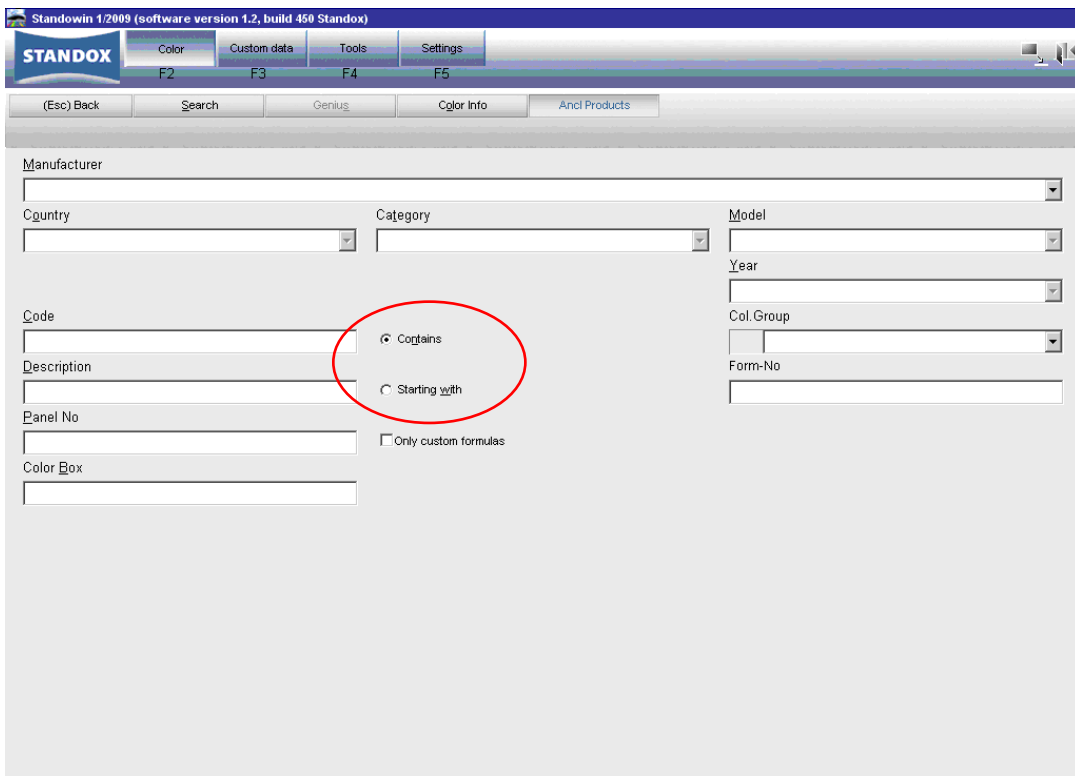 Standowin 1/2009 (software version 1.2, build 450 Standox)
STANDOX Color Custom data Tools Settings
F2 F3 F4 F5
(Esc) Back Search Genius Color Info Ancl Products
Manufacturer
Country Category Model
Year
Code Col.Group
Contains
Description Form-No
Starting with
Panel No
Only custom formulas
Color Box